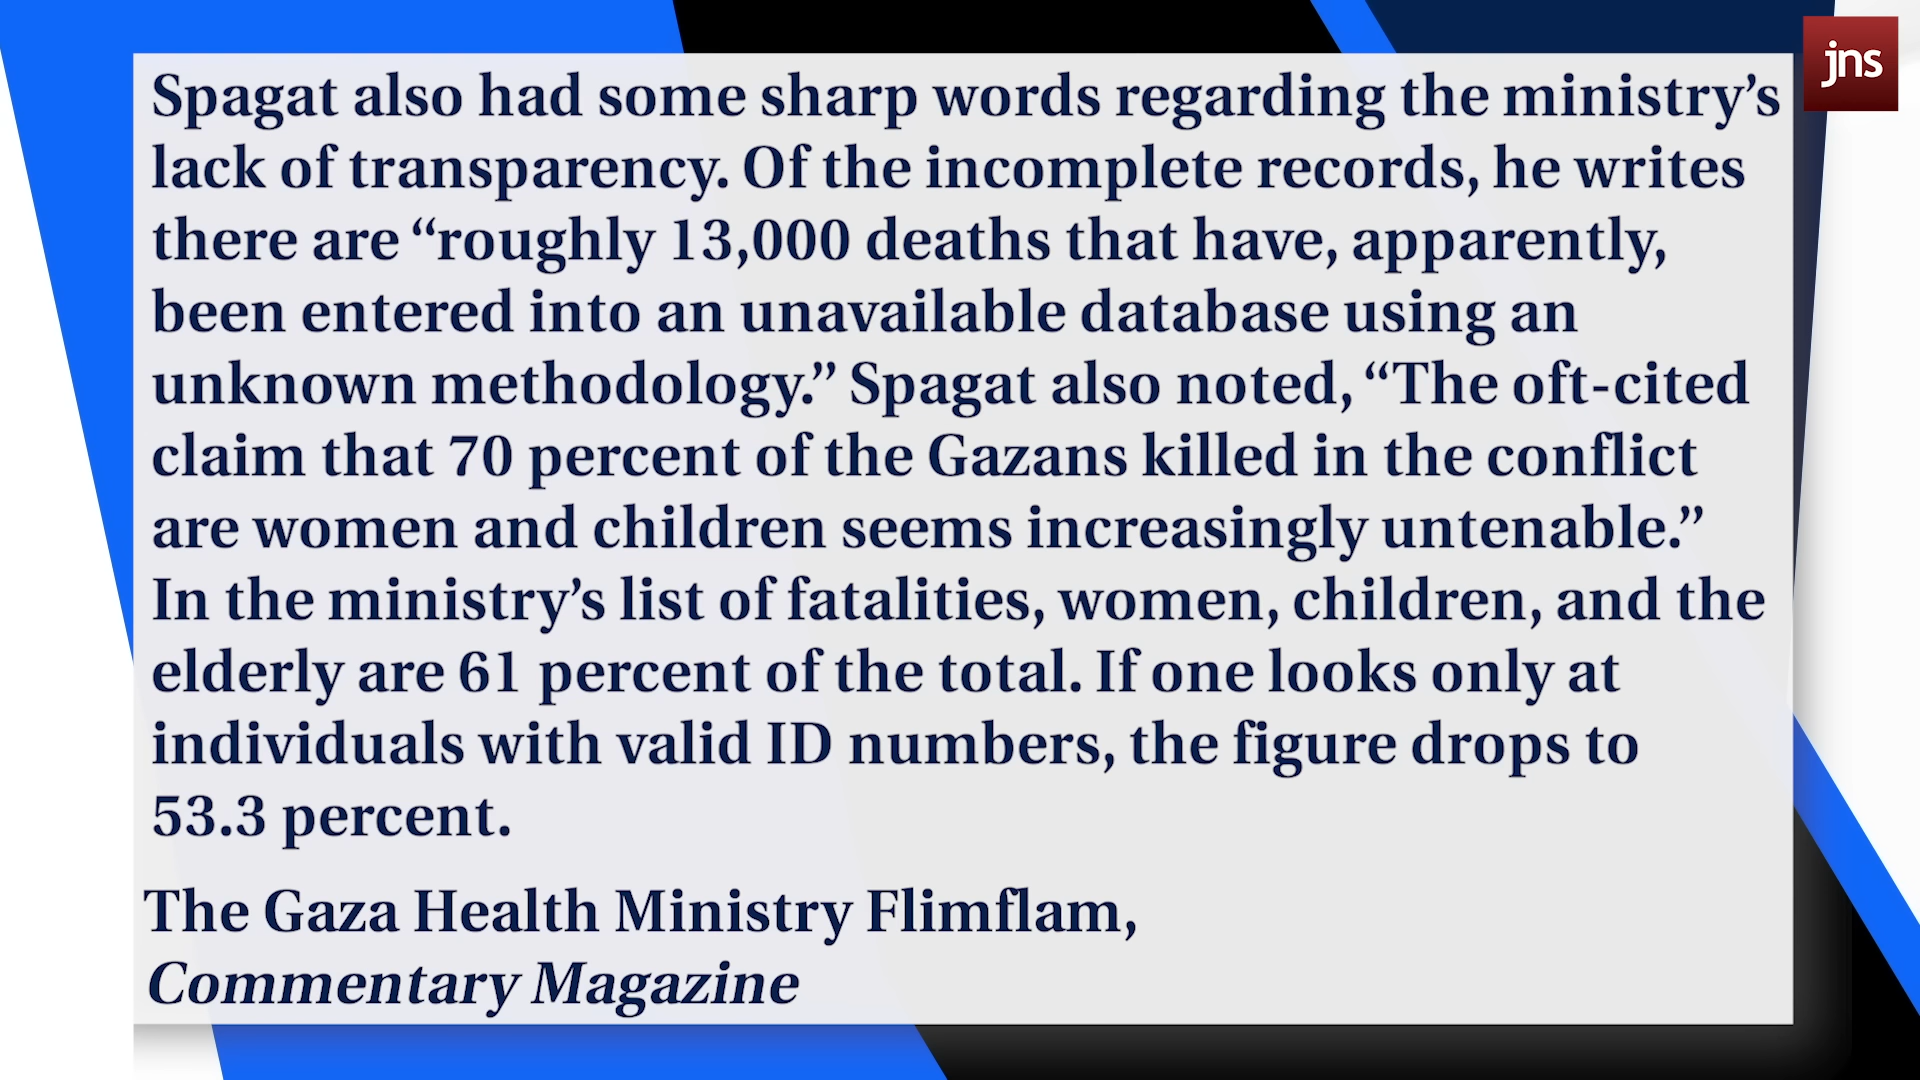 jns
Spagat also had some sharp words regarding the ministry’s
lack of transparency. Of the incomplete records, he writes
there are “roughly 13,000 deaths that have, apparently,
been entered into an unavailable database using an
unknown methodology.” Spagat also noted, “The oft-cited
claim that 70 percent of the Gazans killed in the conflict
are women and children seems increasingly untenable.”
In the ministry’s list of fatalities, women, children, and the
elderly are 61 percent of the total. If one looks only at
individuals with valid ID numbers, the figure drops to
53.3 percent.
The Gaza Health Ministry Flimflam,
Commentary Magazine